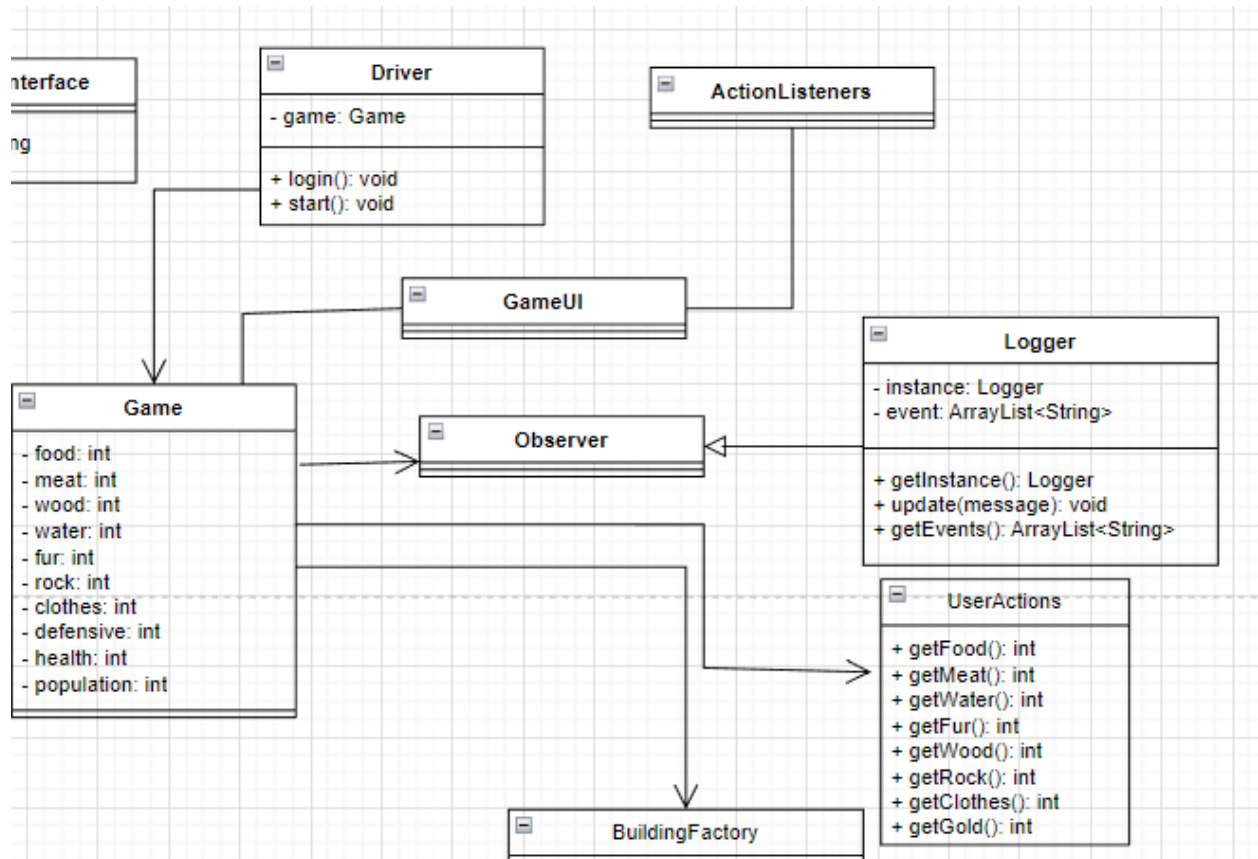 nterface
ng
Driver
- game: Game
+ login(): void
+ start(): void
ActionListeners
GameUI
Logger
- instance: Logger
- event: ArrayList<String>
+ getInstance(): Logger
+ update(message): void
+ getEvents(): ArrayList<String>
Game
- food: int
- meat: int
- wood: int
- water: int
- fur: int
- rock: int
- clothes: int
- defensive: int
- health: int
- population: int
Observer
UserActions
+ getFood(): int
+ getMeat(): int
+ getWater(): int
+ getFur(): int
+ getWood(): int
+ getRock(): int
+ getClothes(): int
+ getGold(): int
BuildingFactory